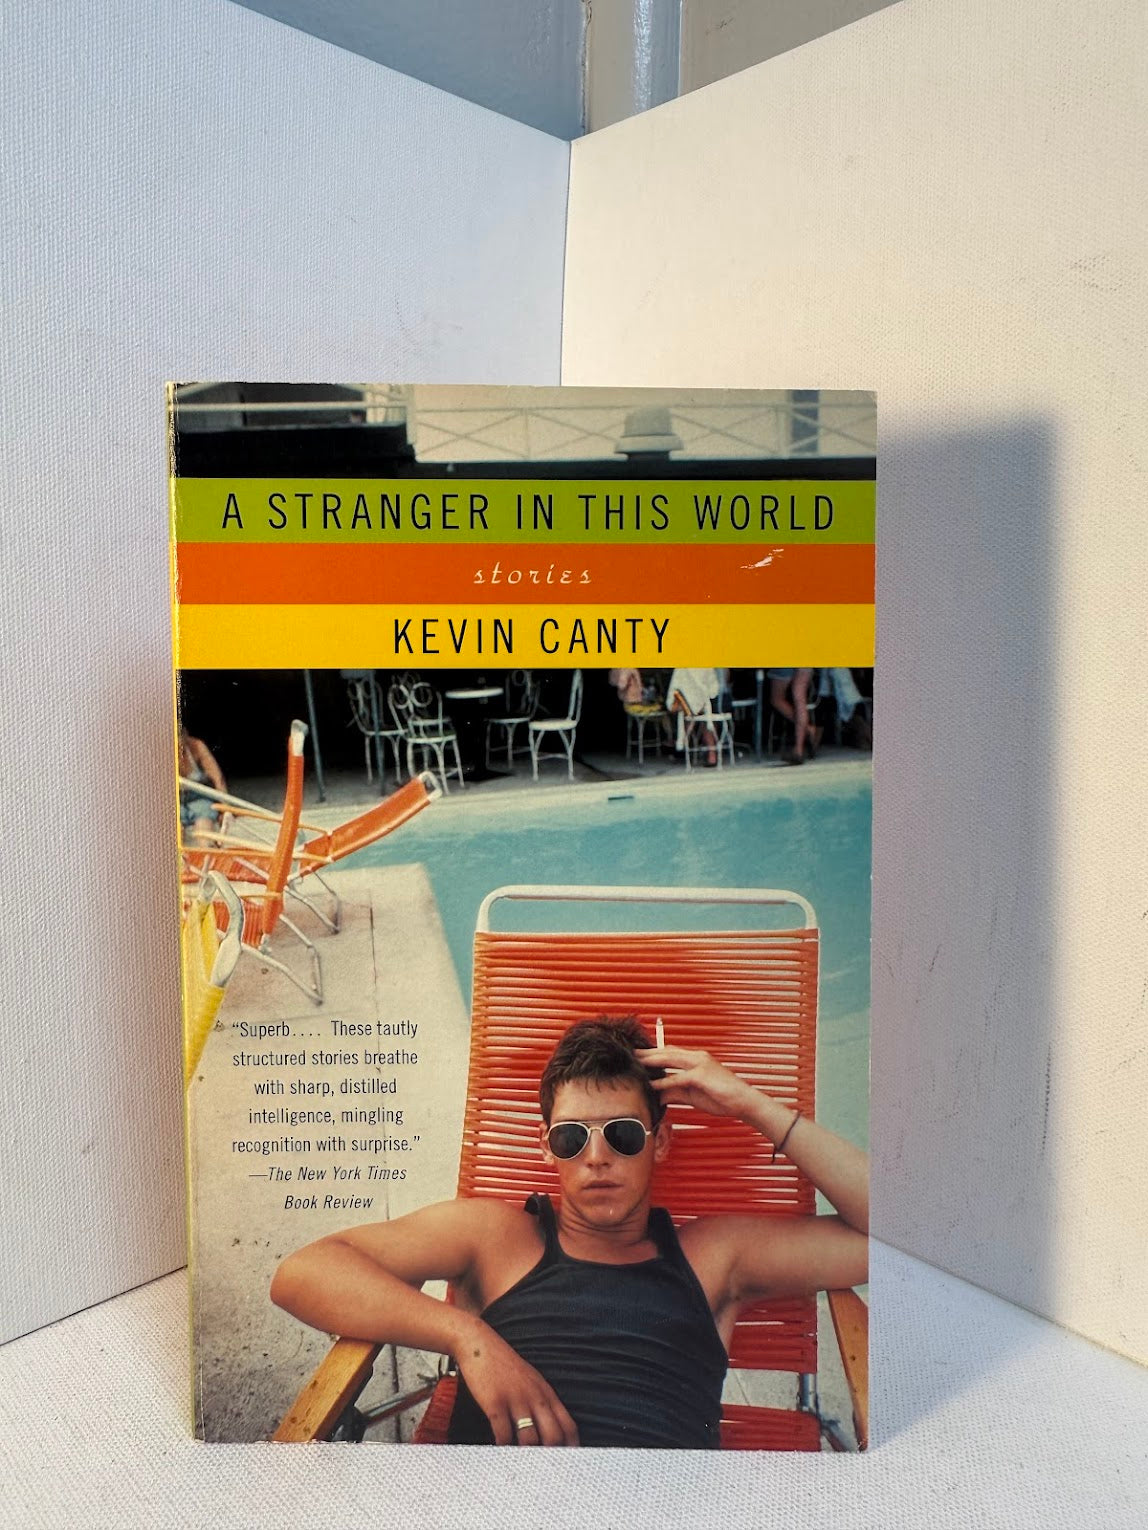 A STRANGER IN THIS WORLD
stories
KEVIN CANTY
“Superb.... These tautly
structured stories breathe
with sharp, distilled
intelligence, mingling
recognition with surprise.”
—The New York Times
Book Review